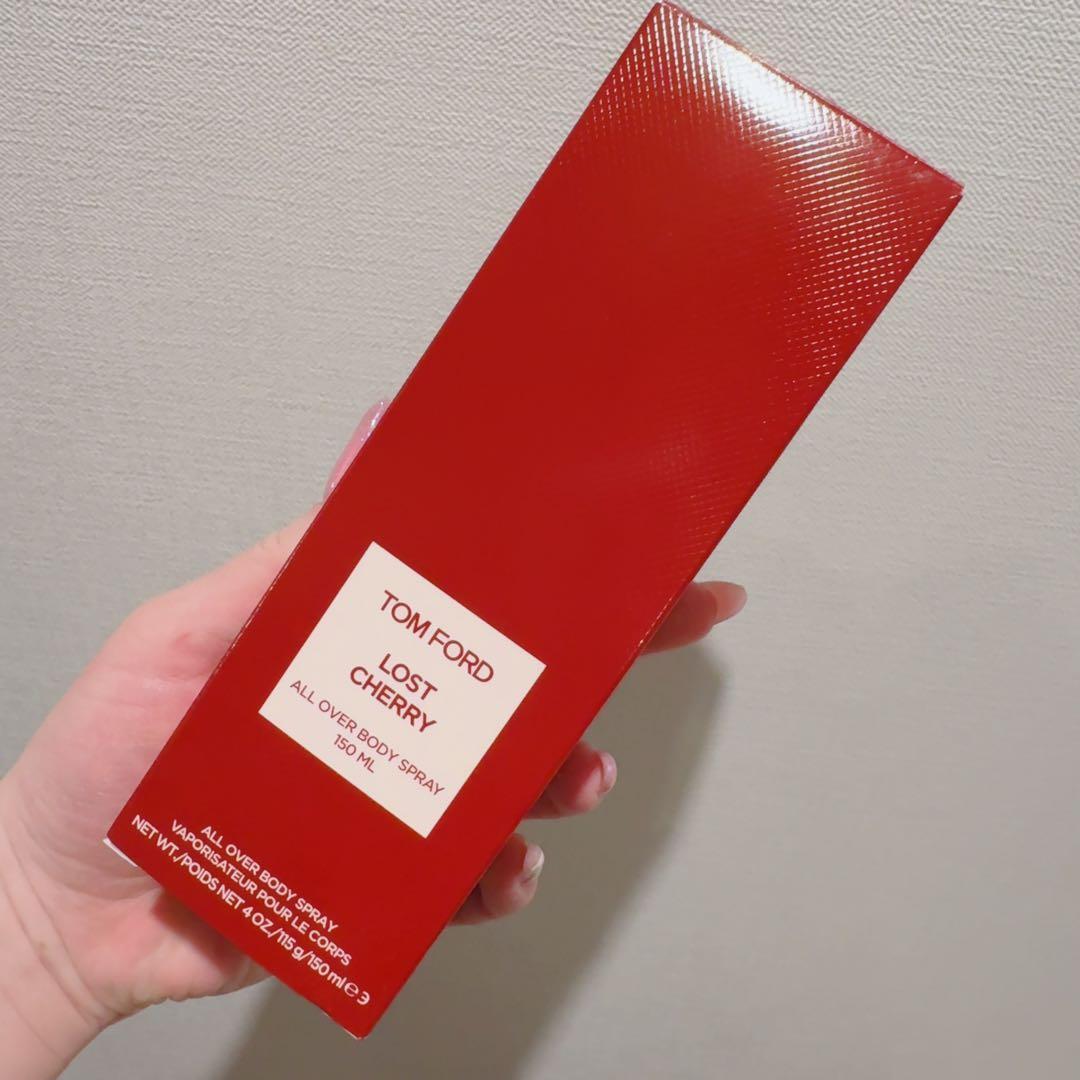 TOM FORD
LOST
CHERRY
ALL OVER BODY SPRAY
150 ML
ALL OVER BODY SPRAY
VAPORISATEUR POUR LE CORPS
NET WT./POIDS NET 4 OZ./115 g/150 ml ℮ ϶